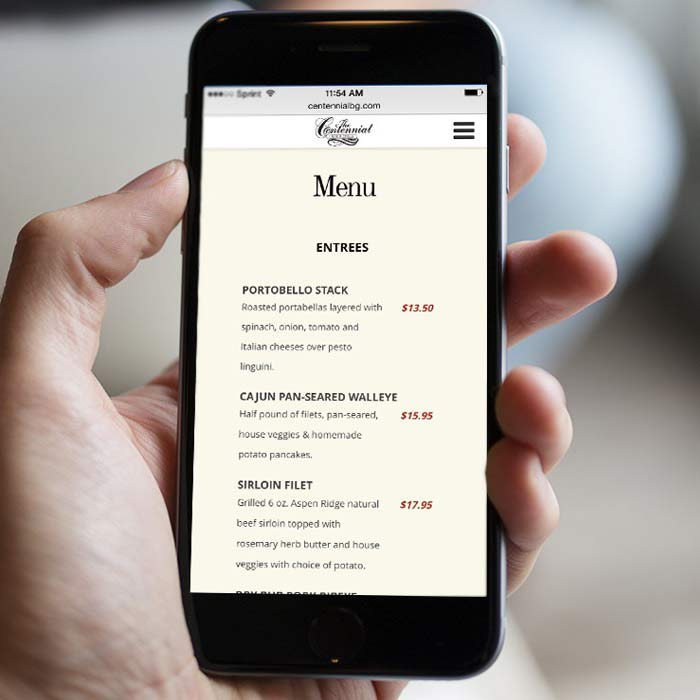 Sprint 11:54 AM
centennialbg.com
The
Centennial
Menu
ENTREES
PORTOBELLO STACK
Roasted portabellas layered with $13.50
spinach, onion, tomato and
Italian cheeses over pesto
linguini.
CAJUN PAN-SEARED WALLEYE
Half pound of filets, pan-seared, $15.95
house veggies & homemade
potato pancakes.
SIRLOIN FILET
Grilled 6 oz. Aspen Ridge natural $17.95
beef sirloin topped with
rosemary herb butter and house
veggies with choice of potato.